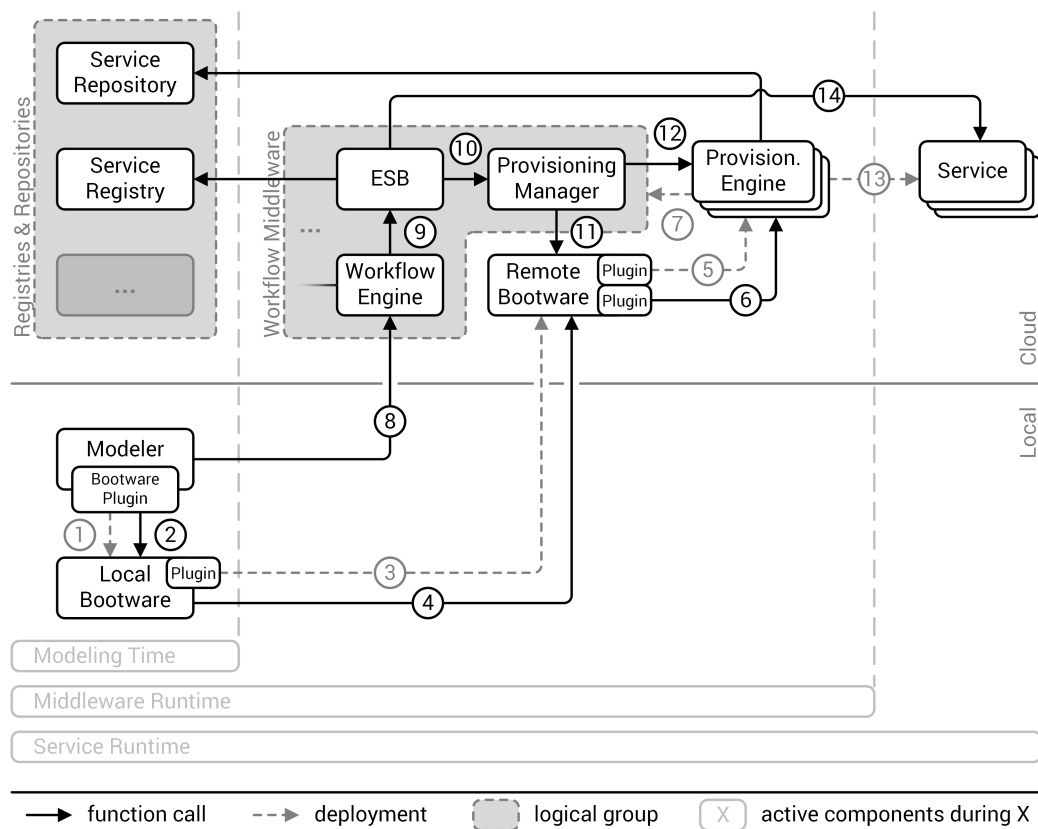 Registries & Repositories
Service
Repository
Service
Registry
...
Workflow Middleware
ESB
...
Workflow
Engine
Provisioning
Manager
Remote
Bootware
Plugin
Plugin
Provision.
Engine
Service
14
10
12
13
9
11
7
5
6
Cloud
Local
8
Modeler
Bootware
Plugin
1
2
Local
Bootware
Plugin
3
4
Modeling Time
Middleware Runtime
Service Runtime
function call
deployment
logical group
X
active components during X